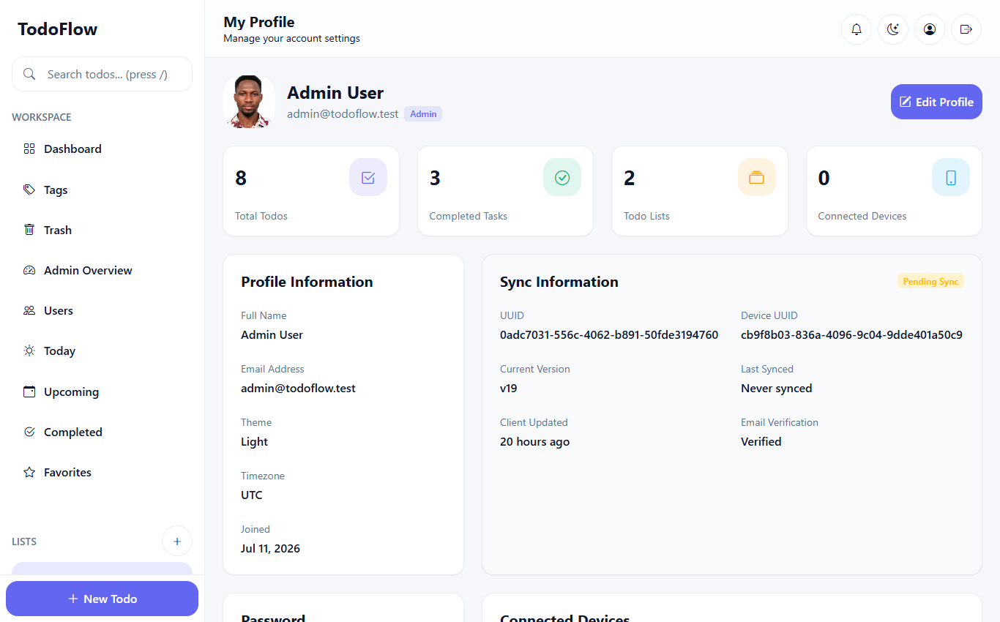 TodoFlow
Search todos... (press /)
WORKSPACE
Dashboard
Tags
Trash
Admin Overview
Users
Today
Upcoming
Completed
Favorites
LISTS
New Todo
My Profile
Manage your account settings
Admin User
admin@todoflow.test Admin
Edit Profile
8
Total Todos
3
Completed Tasks
2
Todo Lists
0
Connected Devices
Profile Information
Full Name
Admin User
Email Address
admin@todoflow.test
Theme
Light
Timezone
UTC
Joined
Jul 11, 2026
Sync Information
Pending Sync
UUID
0adc7031-556c-4062-b891-50fde3194760
Device UUID
cb9f8b03-836a-4096-9c04-9dde401a50c9
Current Version
v19
Last Synced
Never synced
Client Updated
20 hours ago
Email Verification
Verified
Password
Connected Devices